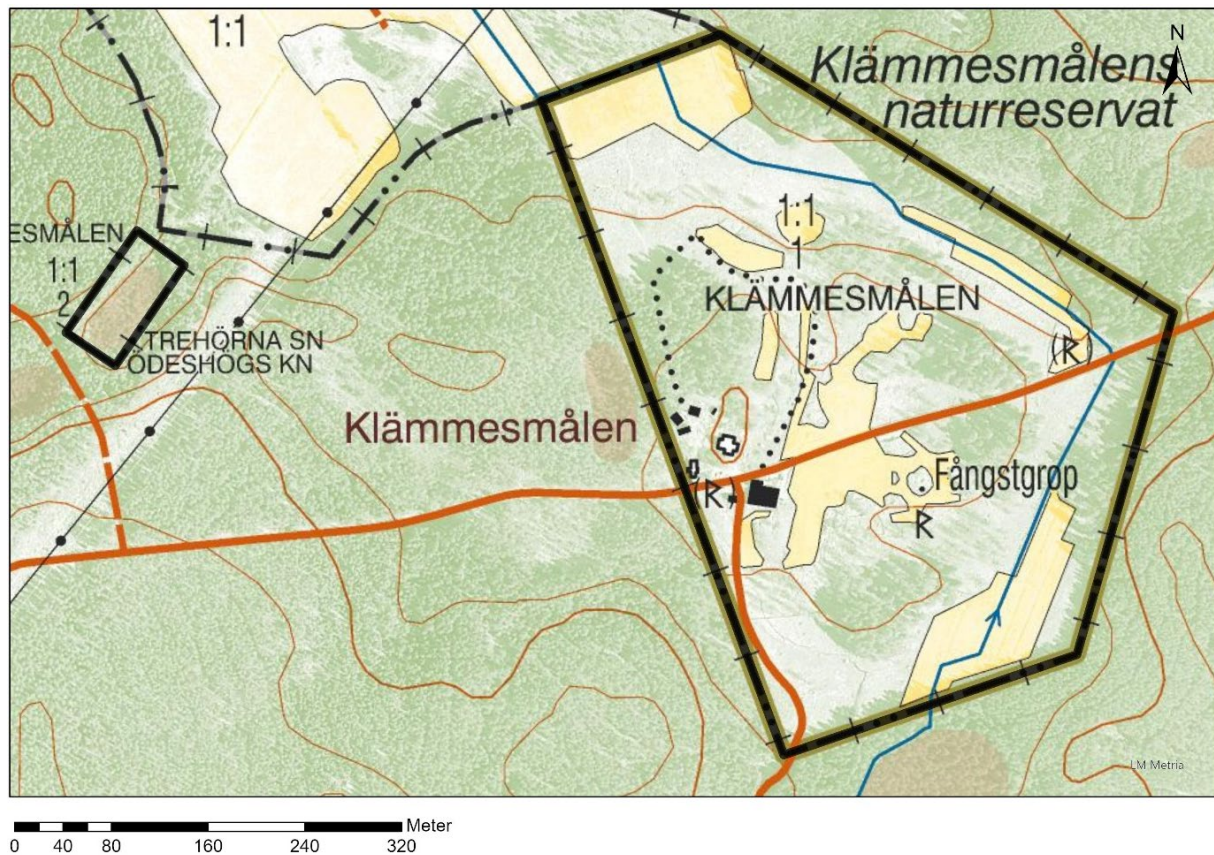 1:1
N
Klämmesmålens
naturreservat
ESMÅLEN
1:1
2
TREHÖRNA SN
ÖDESHÖGS KN
1:1
1
KLÄMMESMÅLEN
(R)
Klämmesmålen
(R)
Fångstgrop
R
LM Metria
Meter
0 40 80 160 240 320